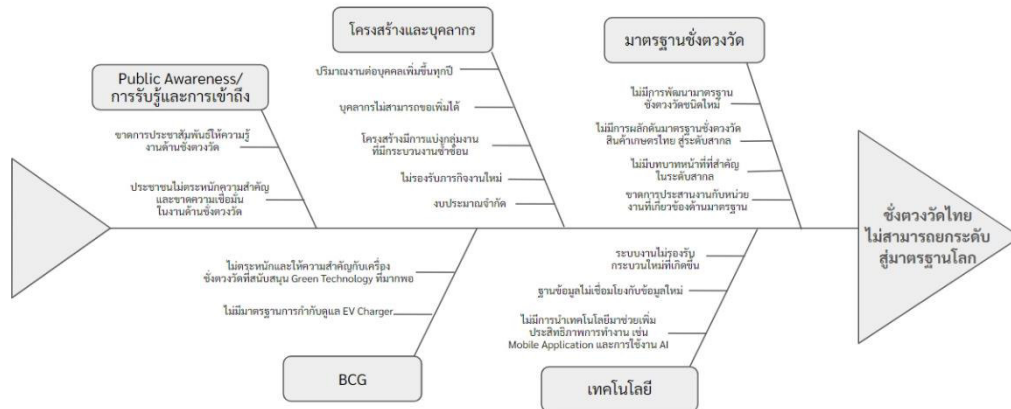 Public Awareness/
การรับรู้และการเข้าถึง
ขาดการประชาสัมพันธ์ให้ความรู้
งานด้านชั่งตวงวัด
ประชาชนไม่ตระหนักความสำคัญ
และขาดความเชื่อมั่น
ในงานด้านชั่งตวงวัด
โครงสร้างและบุคลากร
ปริมาณงานต่อบุคคลเพิ่มขึ้นทุกปี
บุคลากรไม่สามารถขอเพิ่มได้
โครงสร้างมีการแบ่งกลุ่มงาน
ที่มีกระบวนงานซ้ำซ้อน
ไม่รองรับภารกิจงานใหม่
งบประมาณจำกัด
มาตรฐานชั่งตวงวัด
ไม่มีการพัฒนามาตรฐาน
ชั่งตวงวัดชนิดใหม่
ไม่มีการผลักดันมาตรฐานชั่งตวงวัด
สินค้าเกษตรไทย สู่ระดับสากล
ไม่มีบทบาทหน้าที่ที่สำคัญ
ในระดับสากล
ขาดการประสานงานกับหน่วย
งานที่เกี่ยวข้องด้านมาตรฐาน
ชั่งตวงวัดไทย
ไม่สามารถยกระดับ
สู่มาตรฐานโลก
ไม่ตระหนักและให้ความสำคัญกับเครื่อง
ชั่งตวงวัดที่สนับสนุน Green Technology ที่มากพอ
ไม่มีมาตรฐานการกำกับดูแล EV Charger
BCG
ระบบงานไม่รองรับ
กระบวนใหม่ที่เกิดขึ้น
ฐานข้อมูลไม่เชื่อมโยงกับข้อมูลใหม่
ไม่มีการนำเทคโนโลยีมาช่วยเพิ่ม
ประสิทธิภาพการทำงาน เช่น
Mobile Application และการใช้งาน AI
เทคโนโลยี